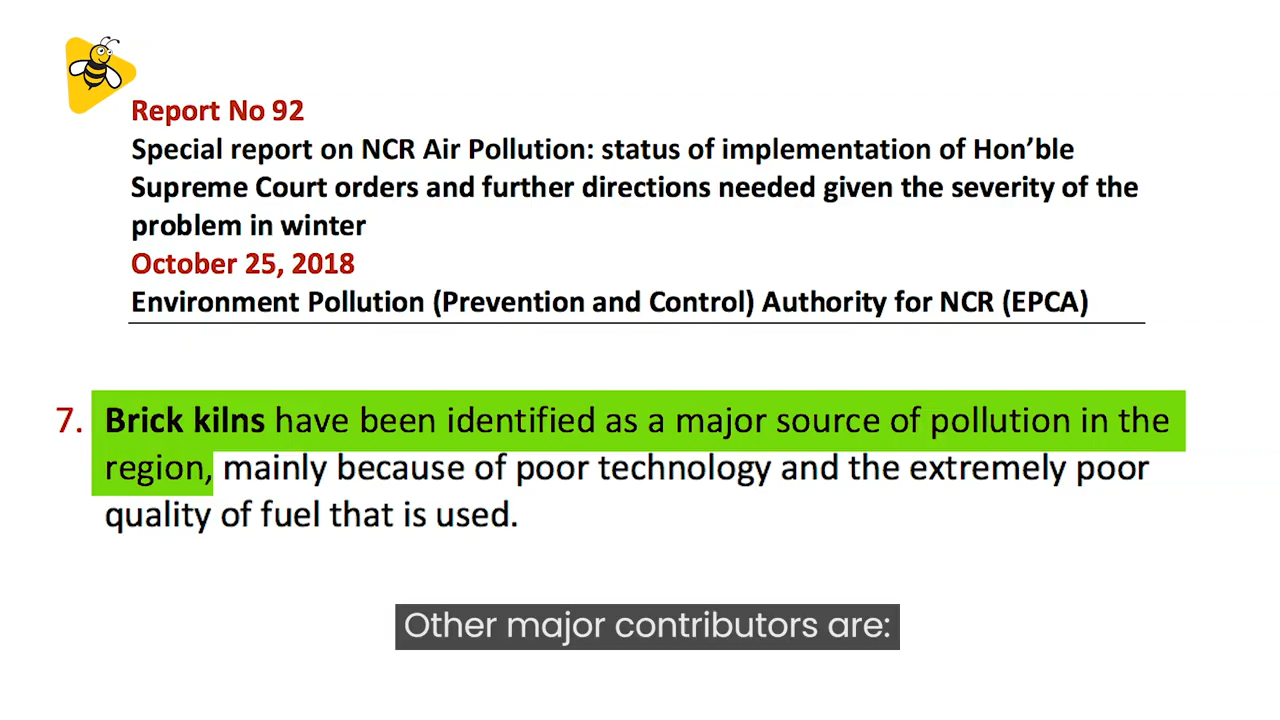 Report No 92
Special report on NCR Air Pollution: status of implementation of Hon’ble
Supreme Court orders and further directions needed given the severity of the
problem in winter
October 25, 2018
Environment Pollution (Prevention and Control) Authority for NCR (EPCA)
7. Brick kilns have been identified as a major source of pollution in the
region, mainly because of poor technology and the extremely poor
quality of fuel that is used.
Other major contributors are: